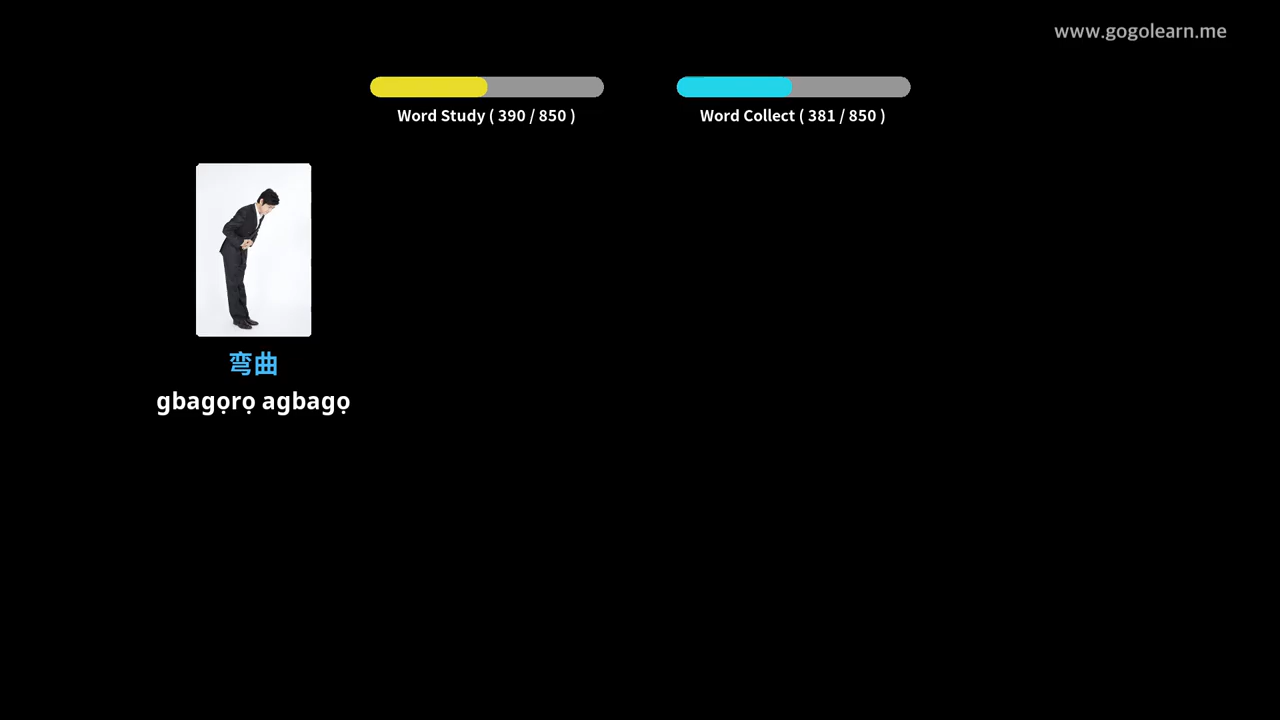 www.gogolearn.me
Word Study ( 390 / 850 )
Word Collect ( 381 / 850 )
弯曲
gbagọrọ agbagọ